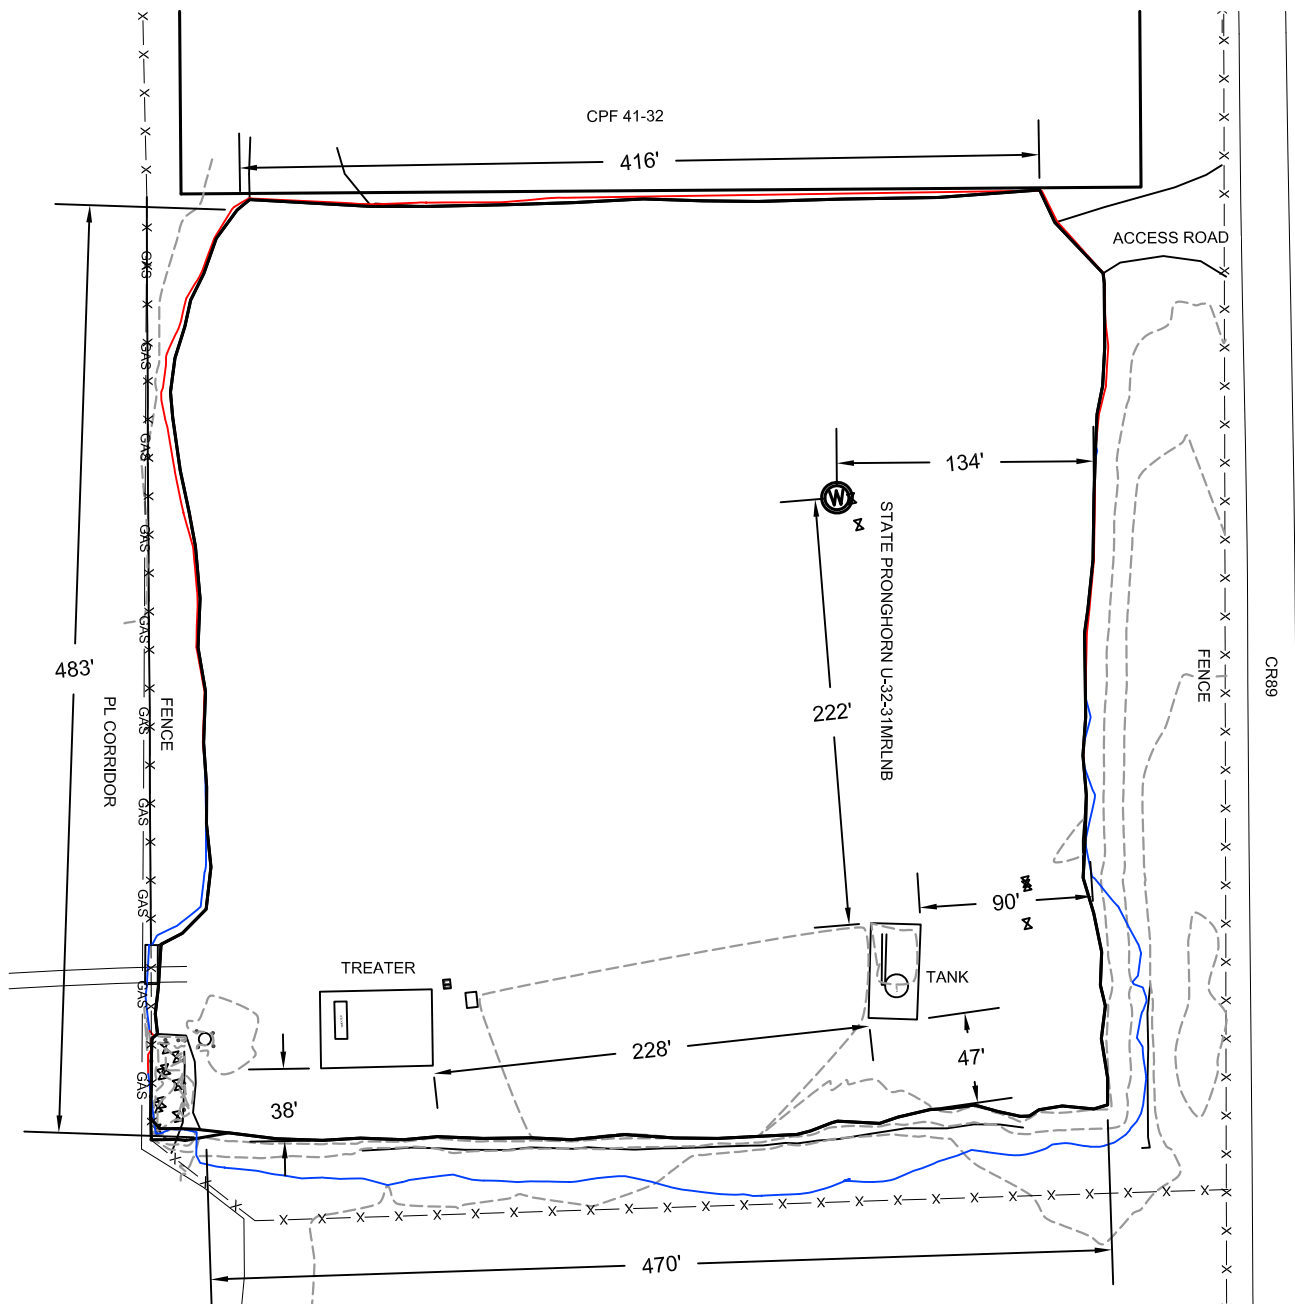 CPF 41-32
416'
ACCESS ROAD
134'
W
STATE PRONGHORN U-32-31MRLNB
483'
222'
FENCE
PL CORRIDOR
FENCE
CR89
GAS
GAS
GAS
GAS
GAS
GAS
GAS
GAS
GAS
GAS
90'
TREATER
TANK
228'
47'
38'
470'